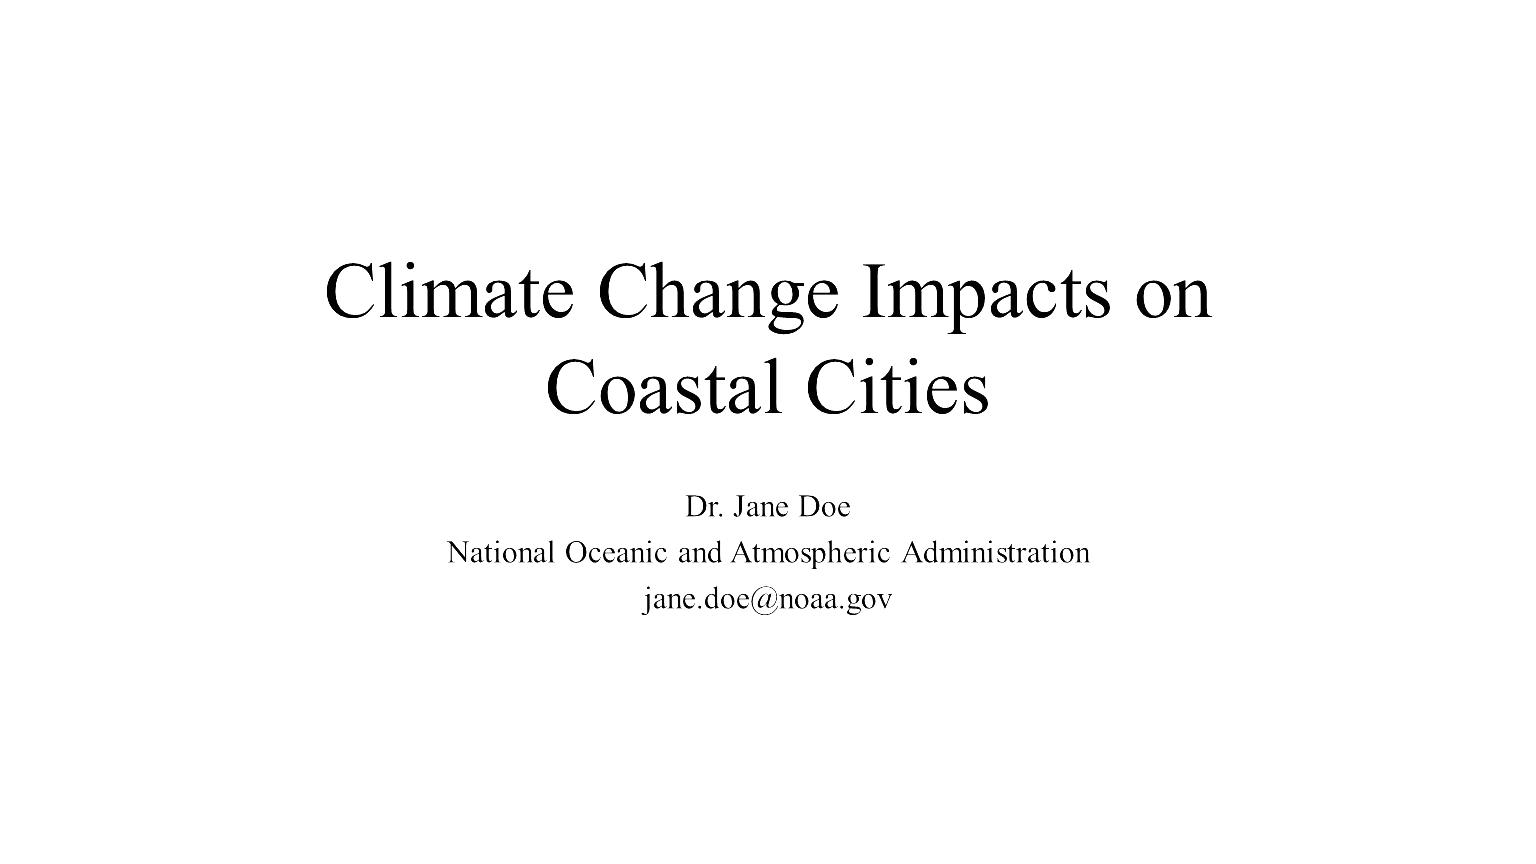 Climate Change Impacts on
Coastal Cities
Dr. Jane Doe
National Oceanic and Atmospheric Administration
jane.doe@noaa.gov